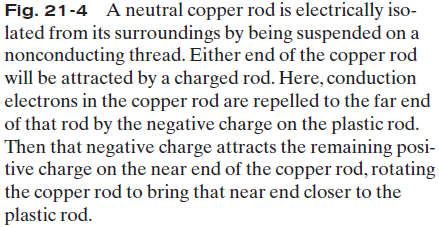 Fig. 21-4 A neutral copper rod is electrically iso-
lated from its surroundings by being suspended on a
nonconducting thread. Either end of the copper rod
will be attracted by a charged rod. Here, conduction
electrons in the copper rod are repelled to the far end
of that rod by the negative charge on the plastic rod.
Then that negative charge attracts the remaining posi-
tive charge on the near end of the copper rod, rotating
the copper rod to bring that near end closer to the
plastic rod.